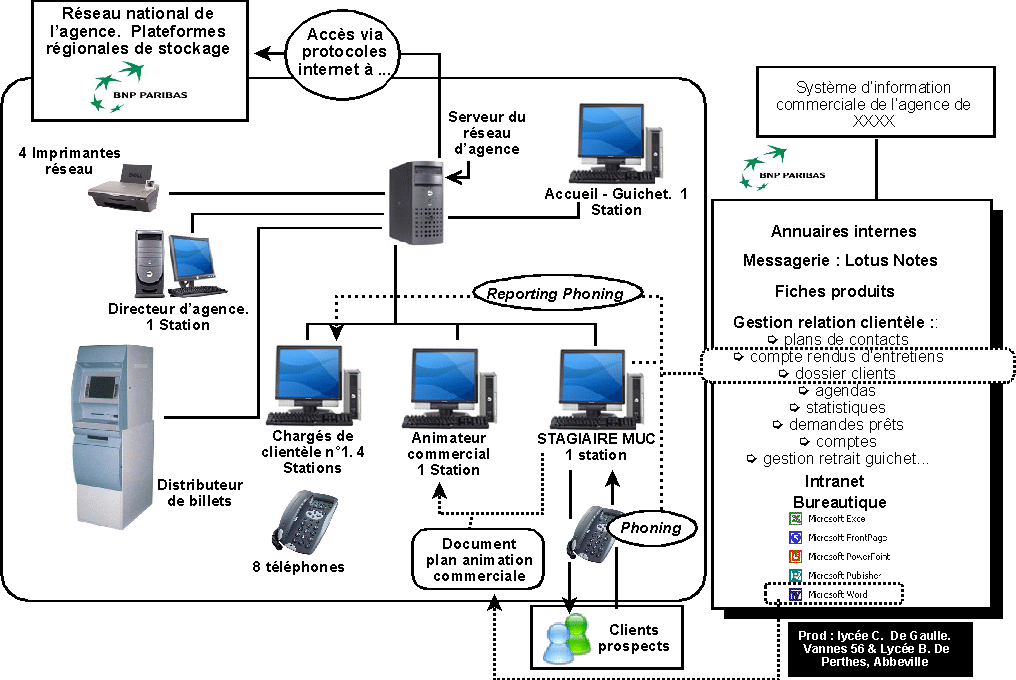 Réseau national de
l'agence. Plateformes
régionales de stockage
BNP PARIBAS
Accès via
protocoles
internet à ...
Serveur du
réseau
d'agence
4 Imprimantes
réseau
Accueil - Guichet. 1
Station
Directeur d'agence.
1 Station
Reporting Phoning
Chargés de
clientèle n°1. 4
Stations
Animateur
commercial
1 Station
STAGIAIRE MUC
1 station
Distributeur
de billets
8 téléphones
Document
plan animation
commerciale
Phoning
Clients
prospects
Système d'information
commerciale de l'agence de
XXXX
BNP PARIBAS
Annuaires internes
Messagerie : Lotus Notes
Fiches produits
Gestion relation clientèle :
➭ plans de contacts
➭ compte rendus d'entretiens
➭ dossier clients
➭ agendas
➭ statistiques
➭ demandes prêts
➭ comptes
➭ gestion retrait guichet...
Intranet
Bureautique
Microsoft Excel
Microsoft FrontPage
Microsoft PowerPoint
Microsoft Publisher
Microsoft Word
Prod : lycée C. De Gaulle.
Vannes 56 & Lycée B. De
Perthes, Abbeville